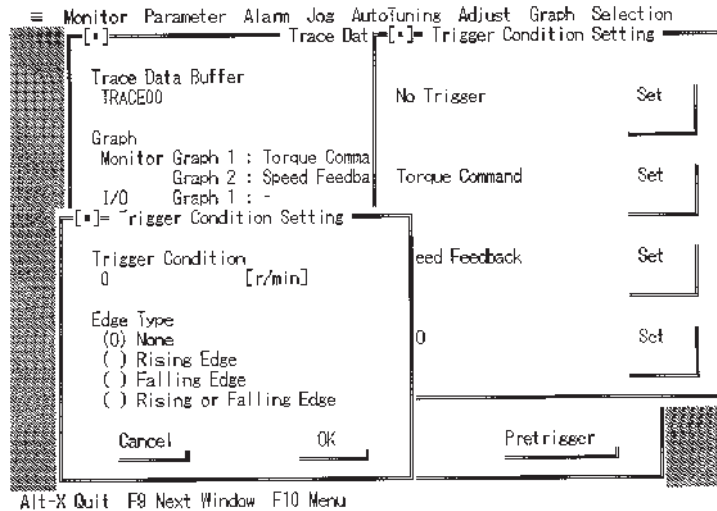 ≡ Monitor Parameter Alarm Jog AutoTuning Adjust Graph Selection
[▪] Trace Dat
Trace Data Buffer
TRACE00
Graph
Monitor Graph 1 : Torque Comma
Graph 2 : Speed Feedba
I/O Graph 1 : -
[▪] Trigger Condition Setting
No Trigger Set
Torque Command Set
eed Feedback Set
O Set
[▪] Trigger Condition Setting
Trigger Condition
0 [r/min]
Edge Type
(O) None
( ) Rising Edge
( ) Falling Edge
( ) Rising or Falling Edge
Cancel OK
Pretrigger
Alt-X Quit F9 Next Window F10 Menu